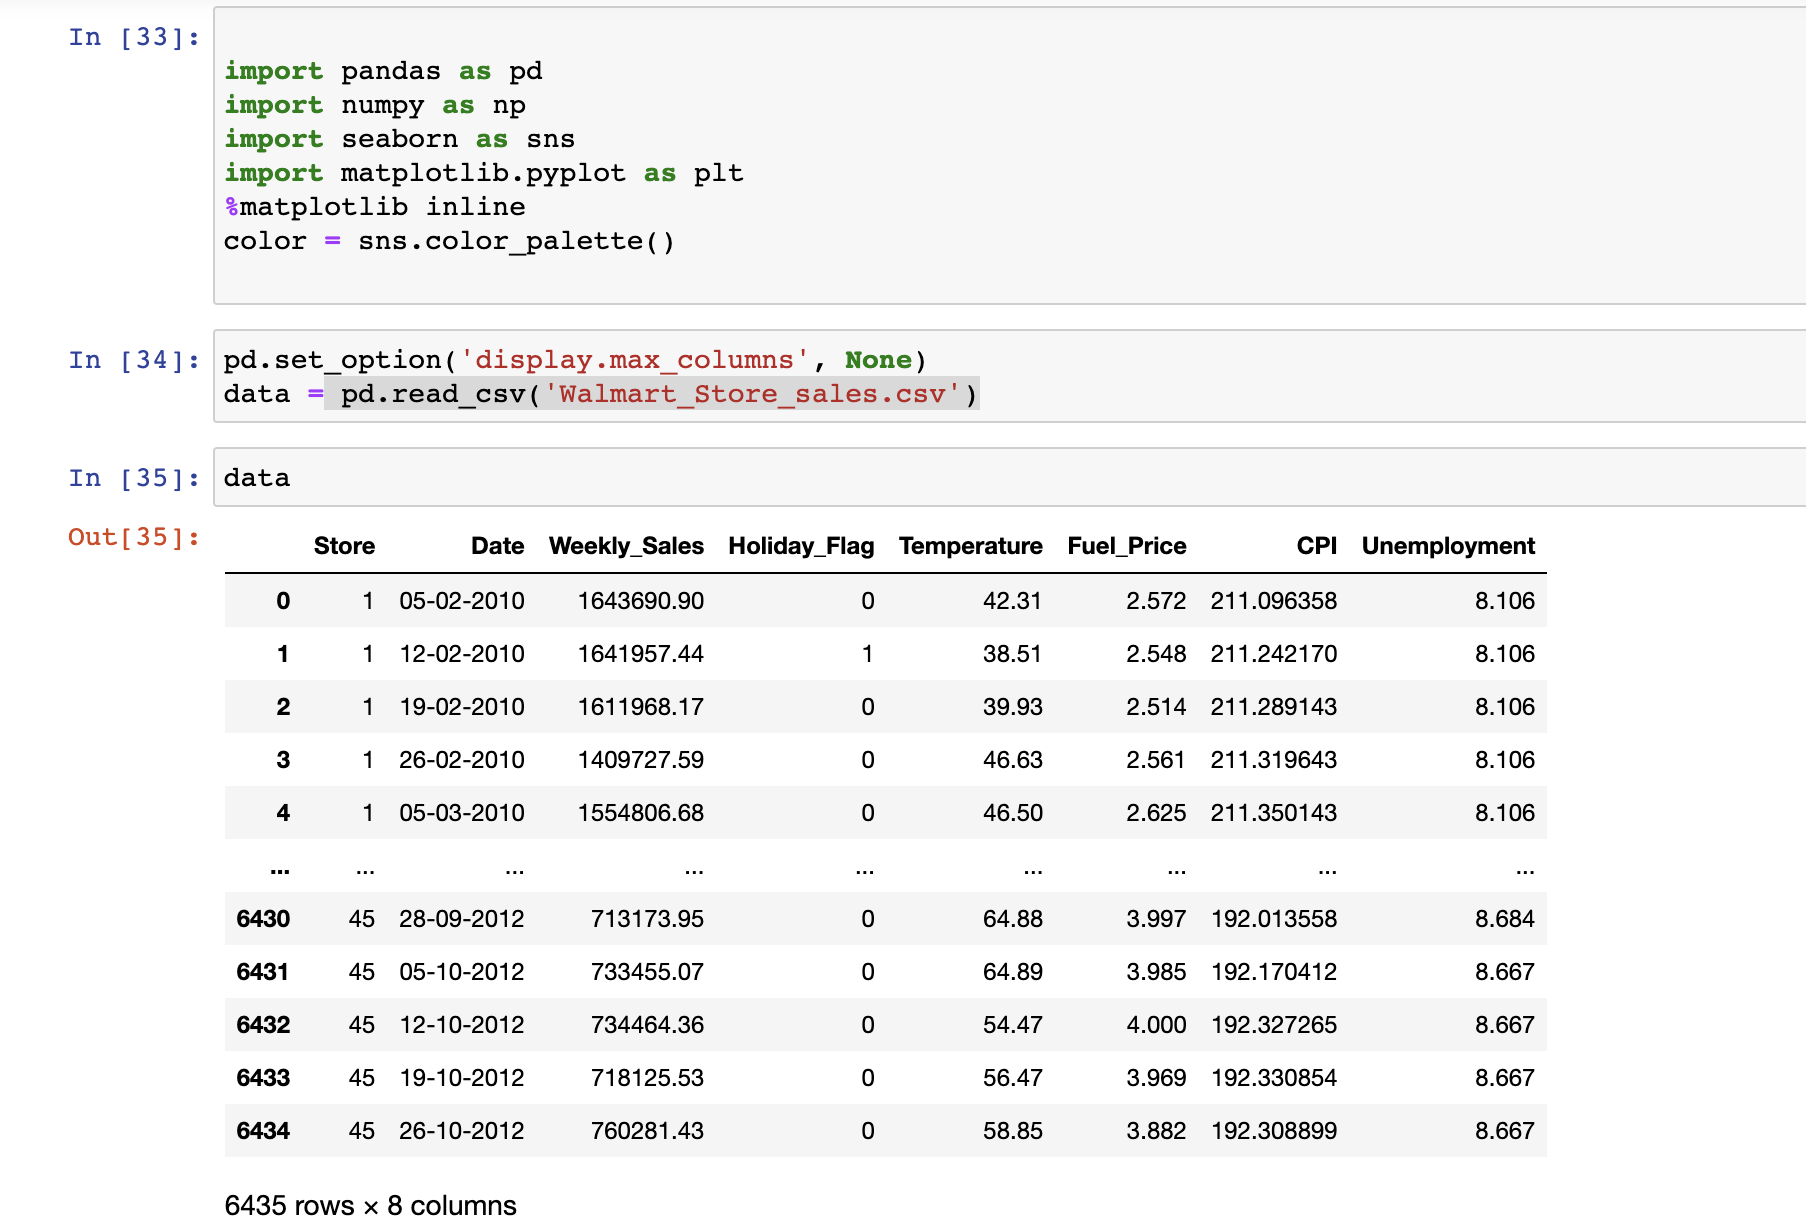 In [33]:
import pandas as pd
import numpy as np
import seaborn as sns
import matplotlib.pyplot as plt
%matplotlib inline
color = sns.color_palette()
In [34]: pd.set_option('display.max_columns', None)
data = pd.read_csv('Walmart_Store_sales.csv')
In [35]: data
Out[35]:
Store Date Weekly_Sales Holiday_Flag Temperature Fuel_Price CPI Unemployment
0 1 05-02-2010 1643690.90 0 42.31 2.572 211.096358 8.106
1 1 12-02-2010 1641957.44 1 38.51 2.548 211.242170 8.106
2 1 19-02-2010 1611968.17 0 39.93 2.514 211.289143 8.106
3 1 26-02-2010 1409727.59 0 46.63 2.561 211.319643 8.106
4 1 05-03-2010 1554806.68 0 46.50 2.625 211.350143 8.106
... ... ... ... ... ... ... ... ...
6430 45 28-09-2012 713173.95 0 64.88 3.997 192.013558 8.684
6431 45 05-10-2012 733455.07 0 64.89 3.985 192.170412 8.667
6432 45 12-10-2012 734464.36 0 54.47 4.000 192.327265 8.667
6433 45 19-10-2012 718125.53 0 56.47 3.969 192.330854 8.667
6434 45 26-10-2012 760281.43 0 58.85 3.882 192.308899 8.667
6435 rows × 8 columns